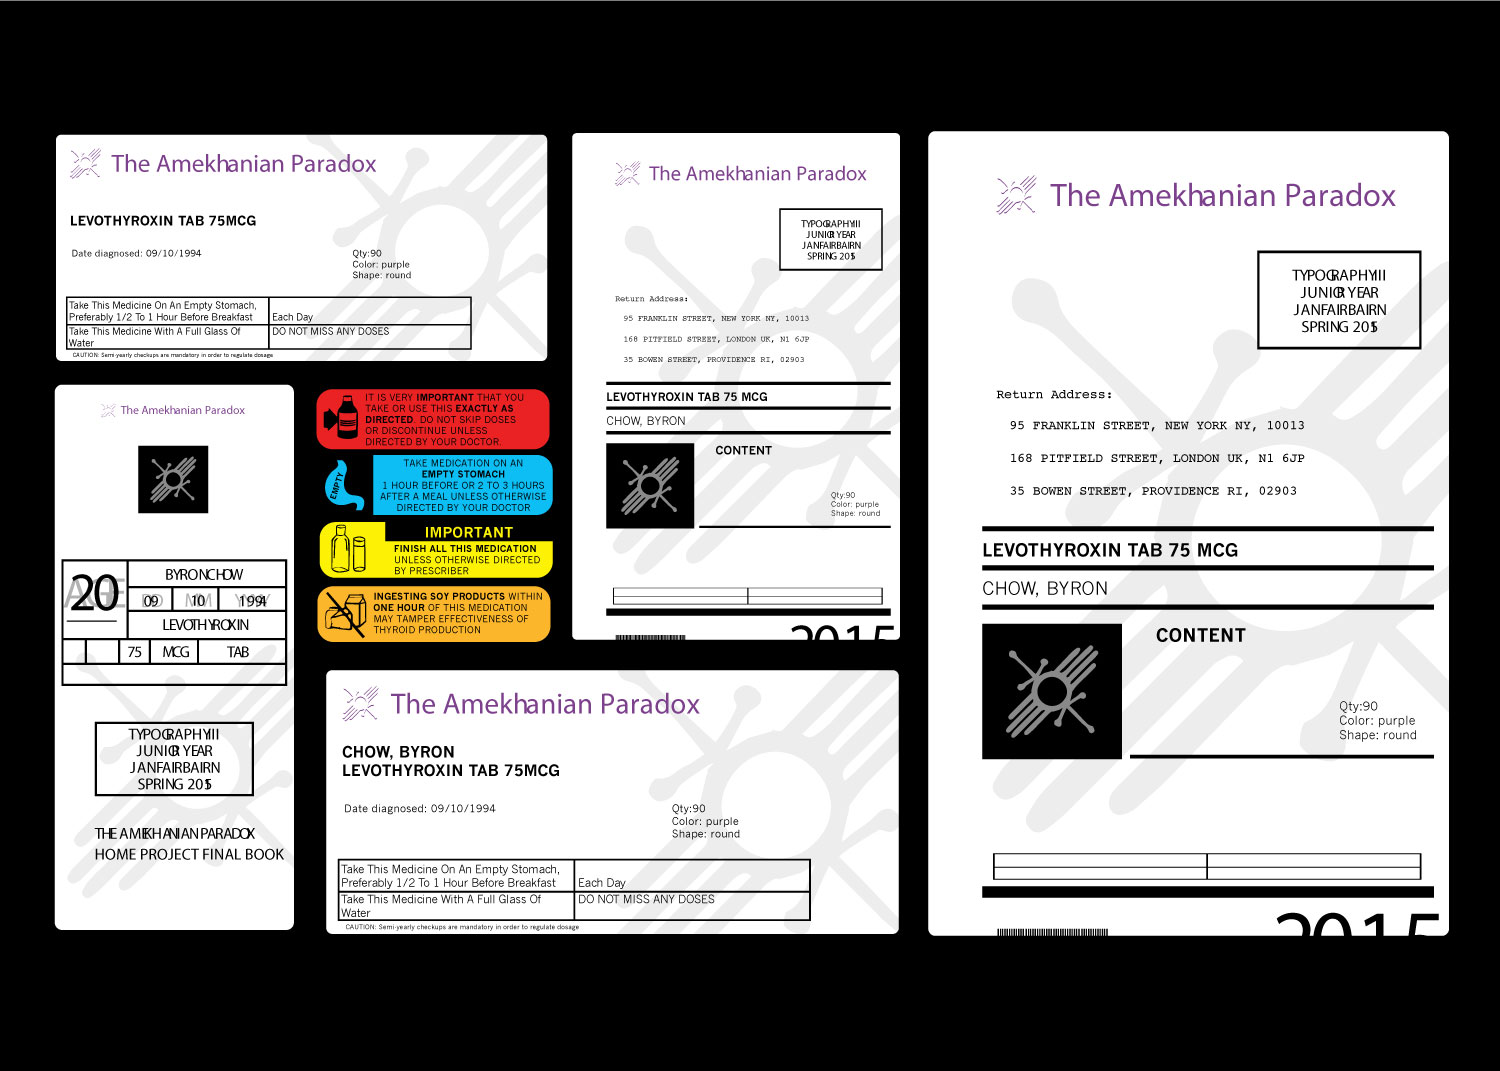 The Amekhanian Paradox
LEVOTHYROXIN TAB 75MCG
Date diagnosed: 09/10/1994
Qty:90
Color: purple
Shape: round
Take This Medicine On An Empty Stomach,
Preferably 1/2 To 1 Hour Before Breakfast
Each Day
Take This Medicine With A Full Glass Of
Water
DO NOT MISS ANY DOSES
CAUTION: Semi-yearly checkups are mandatory in order to regulate dosage
The Amekhanian Paradox
AGE
20
BYRON CHOW
DD MM YYYY
09 10 1994
LEVOTHYROXIN
75 MCG TAB
TYPOGRAPHY III
JUNIOR YEAR
JAN FAIRBAIRN
SPRING 2015
THE AMEKHANIAN PARADOX
HOME PROJECT FINAL BOOK
IT IS VERY IMPORTANT THAT YOU
TAKE OR USE THIS EXACTLY AS
DIRECTED. DO NOT SKIP DOSES
OR DISCONTINUE UNLESS
DIRECTED BY YOUR DOCTOR.
EMPTY
TAKE MEDICATION ON AN
EMPTY STOMACH
1 HOUR BEFORE OR 2 TO 3 HOURS
AFTER A MEAL UNLESS OTHERWISE
DIRECTED BY YOUR DOCTOR
IMPORTANT
FINISH ALL THIS MEDICATION
UNLESS OTHERWISE DIRECTED
BY PRESCRIBER
INGESTING SOY PRODUCTS WITHIN
ONE HOUR OF THIS MEDICATION
MAY TAMPER EFFECTIVENESS OF
THYROID PRODUCTION
The Amekhanian Paradox
CHOW, BYRON
LEVOTHYROXIN TAB 75MCG
Date diagnosed: 09/10/1994
Qty:90
Color: purple
Shape: round
Take This Medicine On An Empty Stomach,
Preferably 1/2 To 1 Hour Before Breakfast
Each Day
Take This Medicine With A Full Glass Of
Water
DO NOT MISS ANY DOSES
CAUTION: Semi-yearly checkups are mandatory in order to regulate dosage
The Amekhanian Paradox
TYPOGRAPHY III
JUNIOR YEAR
JAN FAIRBAIRN
SPRING 2015
Return Address:
95 FRANKLIN STREET, NEW YORK NY, 10013
168 PITFIELD STREET, LONDON UK, N1 6JP
35 BOWEN STREET, PROVIDENCE RI, 02903
LEVOTHYROXIN TAB 75 MCG
CHOW, BYRON
CONTENT
Qty:90
Color: purple
Shape: round
2015
The Amekhanian Paradox
TYPOGRAPHY III
JUNIOR YEAR
JAN FAIRBAIRN
SPRING 2015
Return Address:
95 FRANKLIN STREET, NEW YORK NY, 10013
168 PITFIELD STREET, LONDON UK, N1 6JP
35 BOWEN STREET, PROVIDENCE RI, 02903
LEVOTHYROXIN TAB 75 MCG
CHOW, BYRON
CONTENT
Qty:90
Color: purple
Shape: round
2015